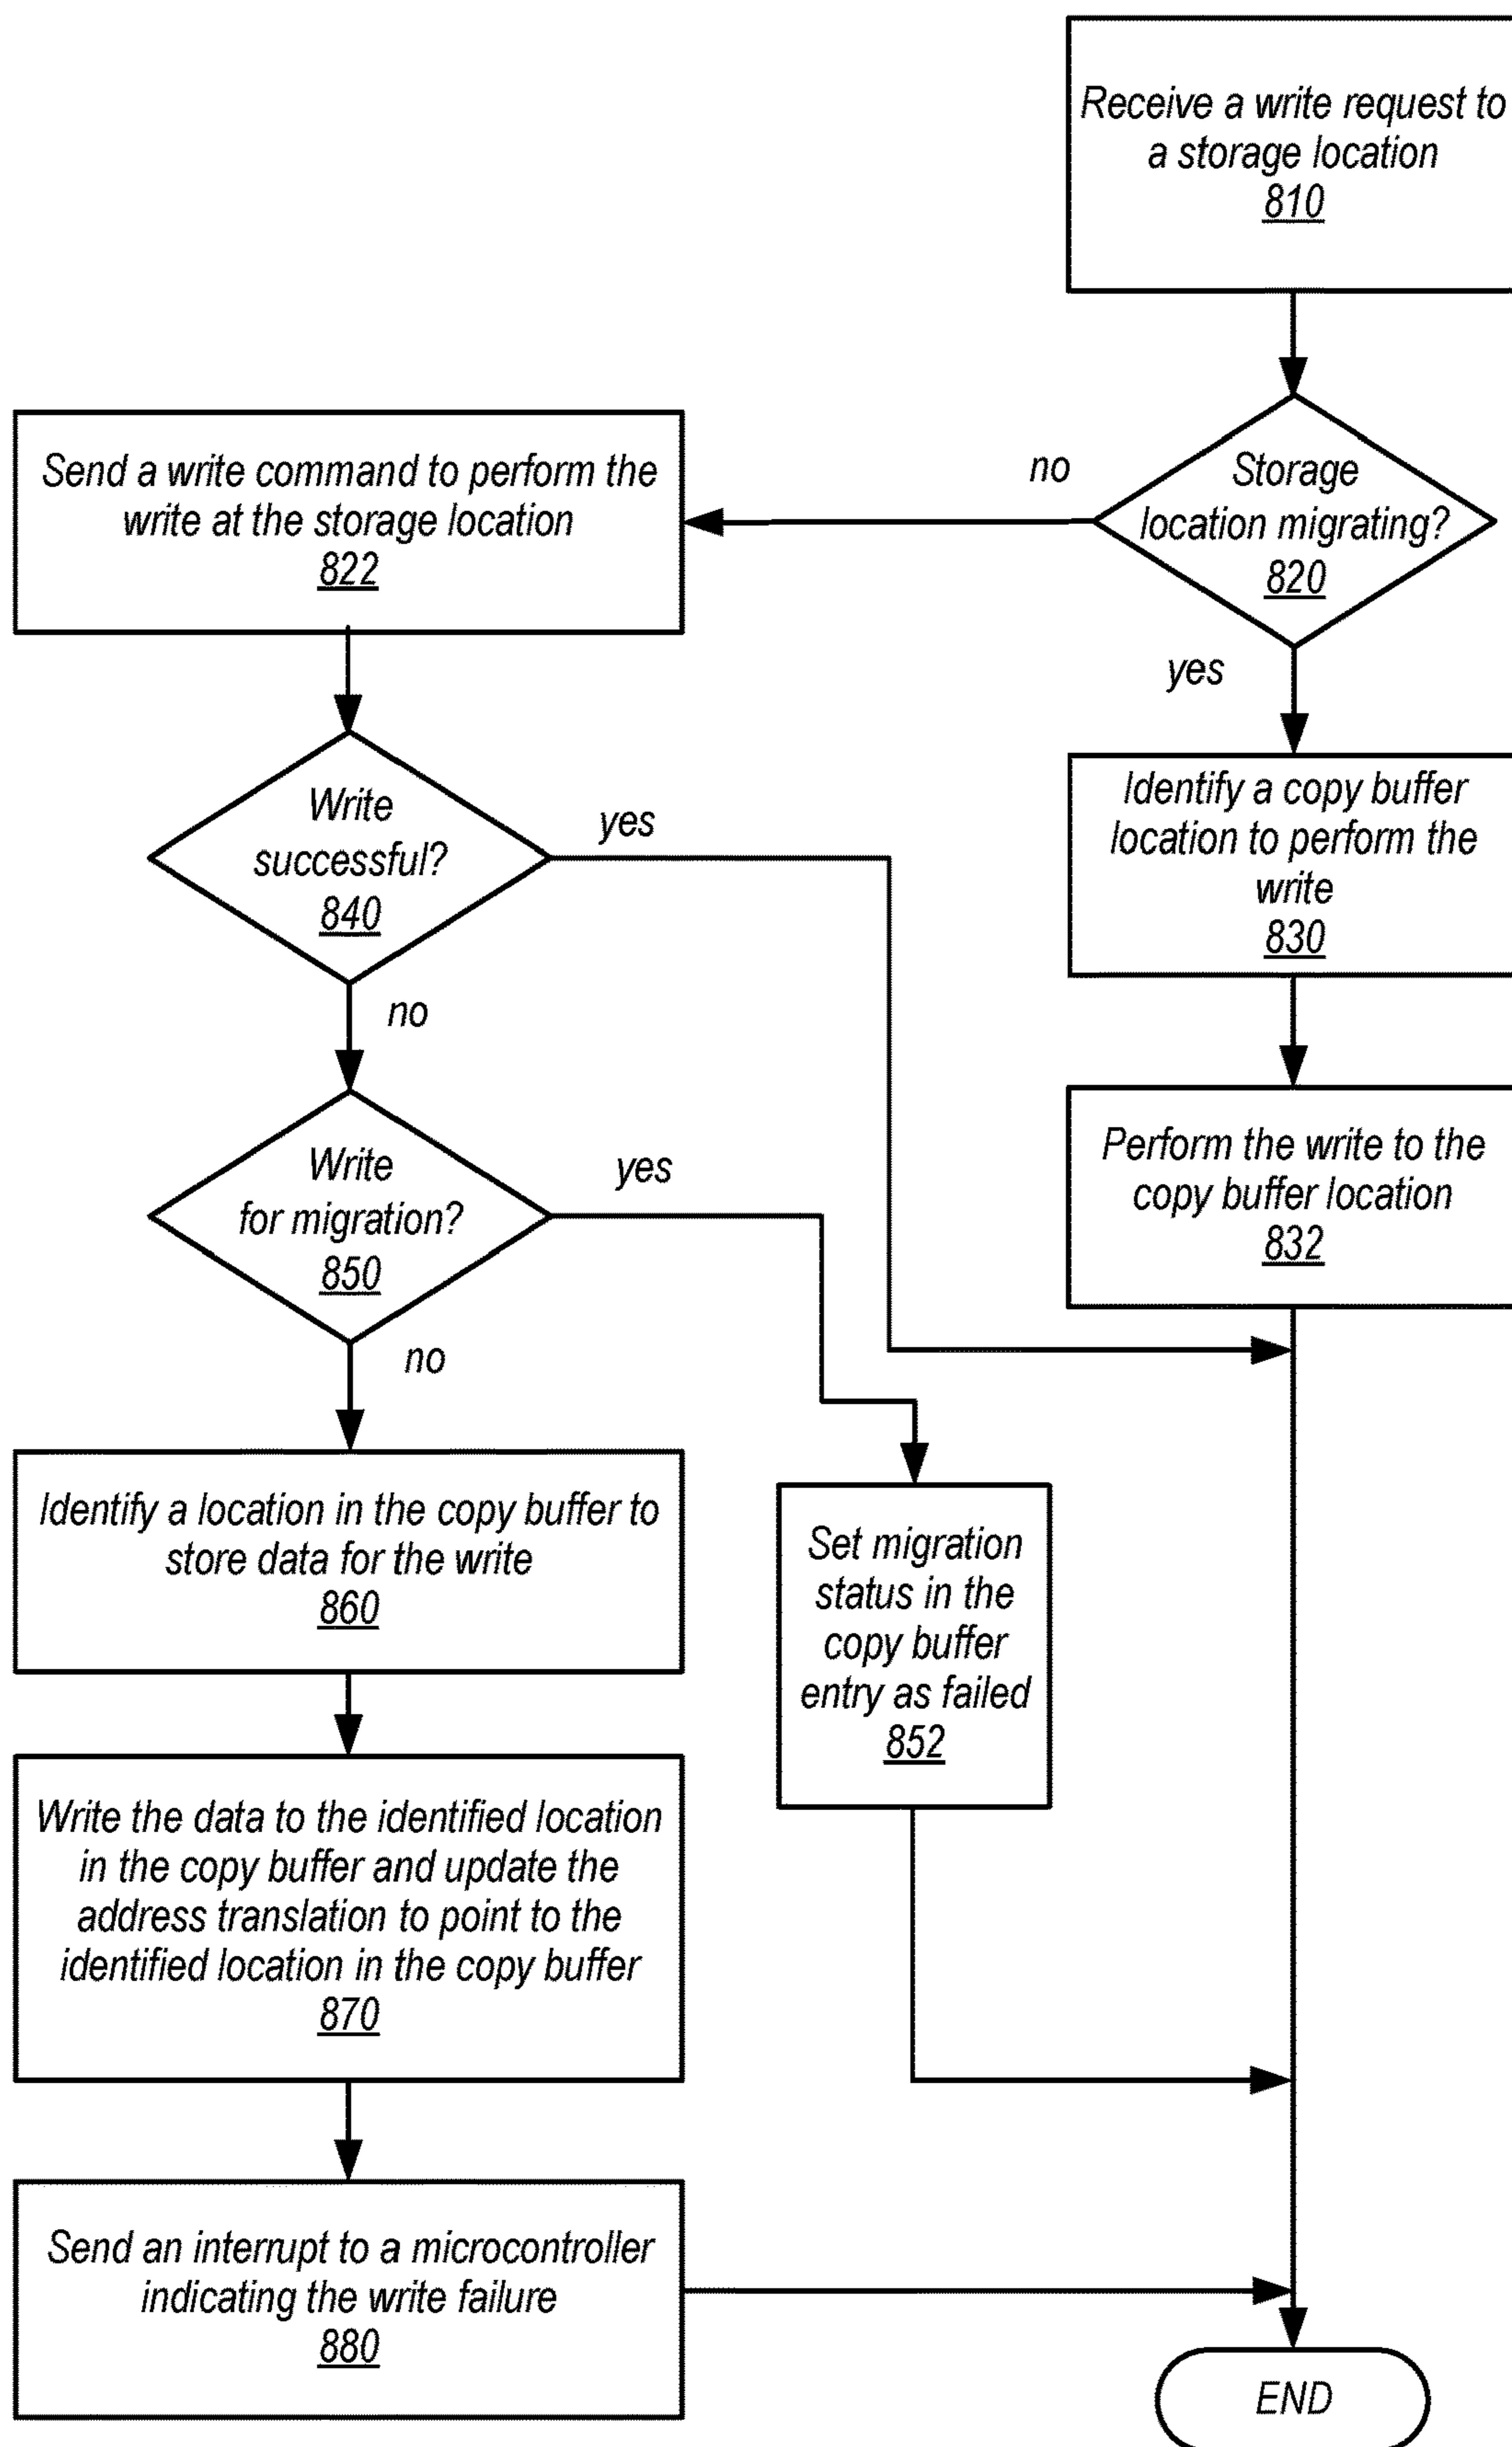 Receive a write request to
a storage location
810
Storage
location migrating?
820
no
yes
Send a write command to perform the
write at the storage location
822
Write
successful?
840
yes
no
Identify a copy buffer
location to perform the
write
830
Perform the write to the
copy buffer location
832
Write
for migration?
850
yes
no
Identify a location in the copy buffer to
store data for the write
860
Set migration
status in the
copy buffer
entry as failed
852
Write the data to the identified location
in the copy buffer and update the
address translation to point to the
identified location in the copy buffer
870
Send an interrupt to a microcontroller
indicating the write failure
880
END